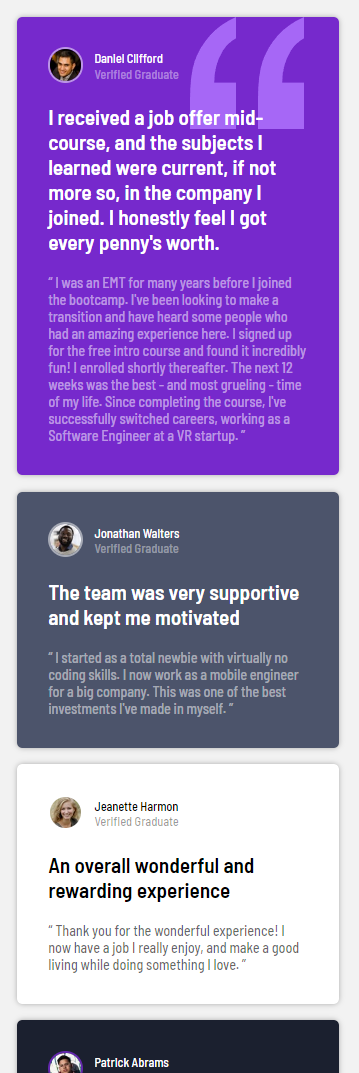 Daniel Clifford
Verified Graduate
I received a job offer mid-
course, and the subjects I
learned were current, if not
more so, in the company I
joined. I honestly feel I got
every penny's worth.
“ I was an EMT for many years before I joined
the bootcamp. I've been looking to make a
transition and have heard some people who
had an amazing experience here. I signed up
for the free intro course and found it incredibly
fun! I enrolled shortly thereafter. The next 12
weeks was the best - and most grueling - time
of my life. Since completing the course, I've
successfully switched careers, working as a
Software Engineer at a VR startup. ”
Jonathan Walters
Verified Graduate
The team was very supportive
and kept me motivated
“ I started as a total newbie with virtually no
coding skills. I now work as a mobile engineer
for a big company. This was one of the best
investments I've made in myself. ”
Jeanette Harmon
Verified Graduate
An overall wonderful and
rewarding experience
“ Thank you for the wonderful experience! I
now have a job I really enjoy, and make a good
living while doing something I love. ”
Patrick Abrams